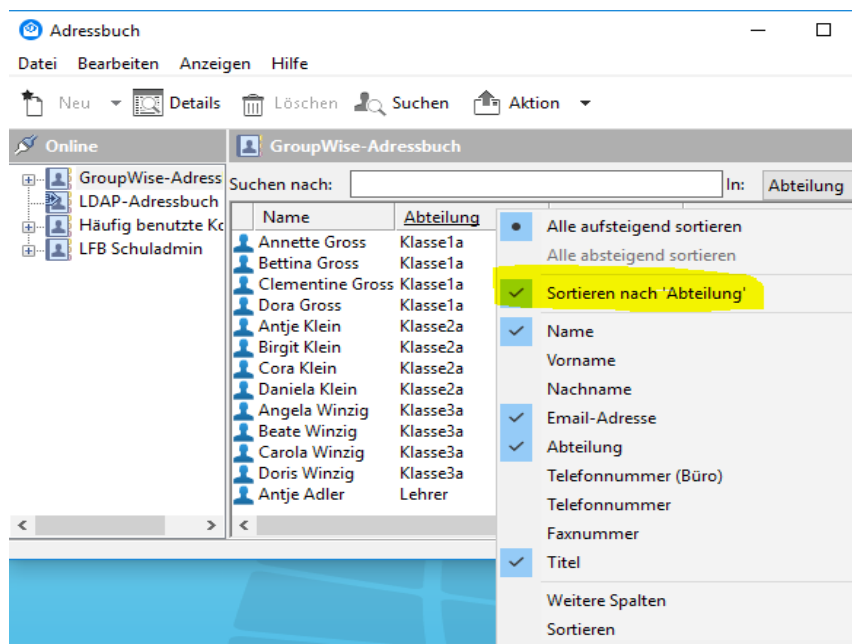 Adressbuch
Datei Bearbeiten Anzeigen Hilfe
Neu Details Löschen Suchen Aktion
Online
GroupWise-Adress
LDAP-Adressbuch
Häufig benutzte Ko
LFB Schuladmin
GroupWise-Adressbuch
Suchen nach: In: Abteilung
Name Abteilung
Annette Gross Klasse1a
Bettina Gross Klasse1a
Clementine Gross Klasse1a
Dora Gross Klasse1a
Antje Klein Klasse2a
Birgit Klein Klasse2a
Cora Klein Klasse2a
Daniela Klein Klasse2a
Angela Winzig Klasse3a
Beate Winzig Klasse3a
Carola Winzig Klasse3a
Doris Winzig Klasse3a
Antje Adler Lehrer
Alle aufsteigend sortieren
Alle absteigend sortieren
Sortieren nach 'Abteilung'
Name
Vorname
Nachname
Email-Adresse
Abteilung
Telefonnummer (Büro)
Telefonnummer
Faxnummer
Titel
Weitere Spalten
Sortieren